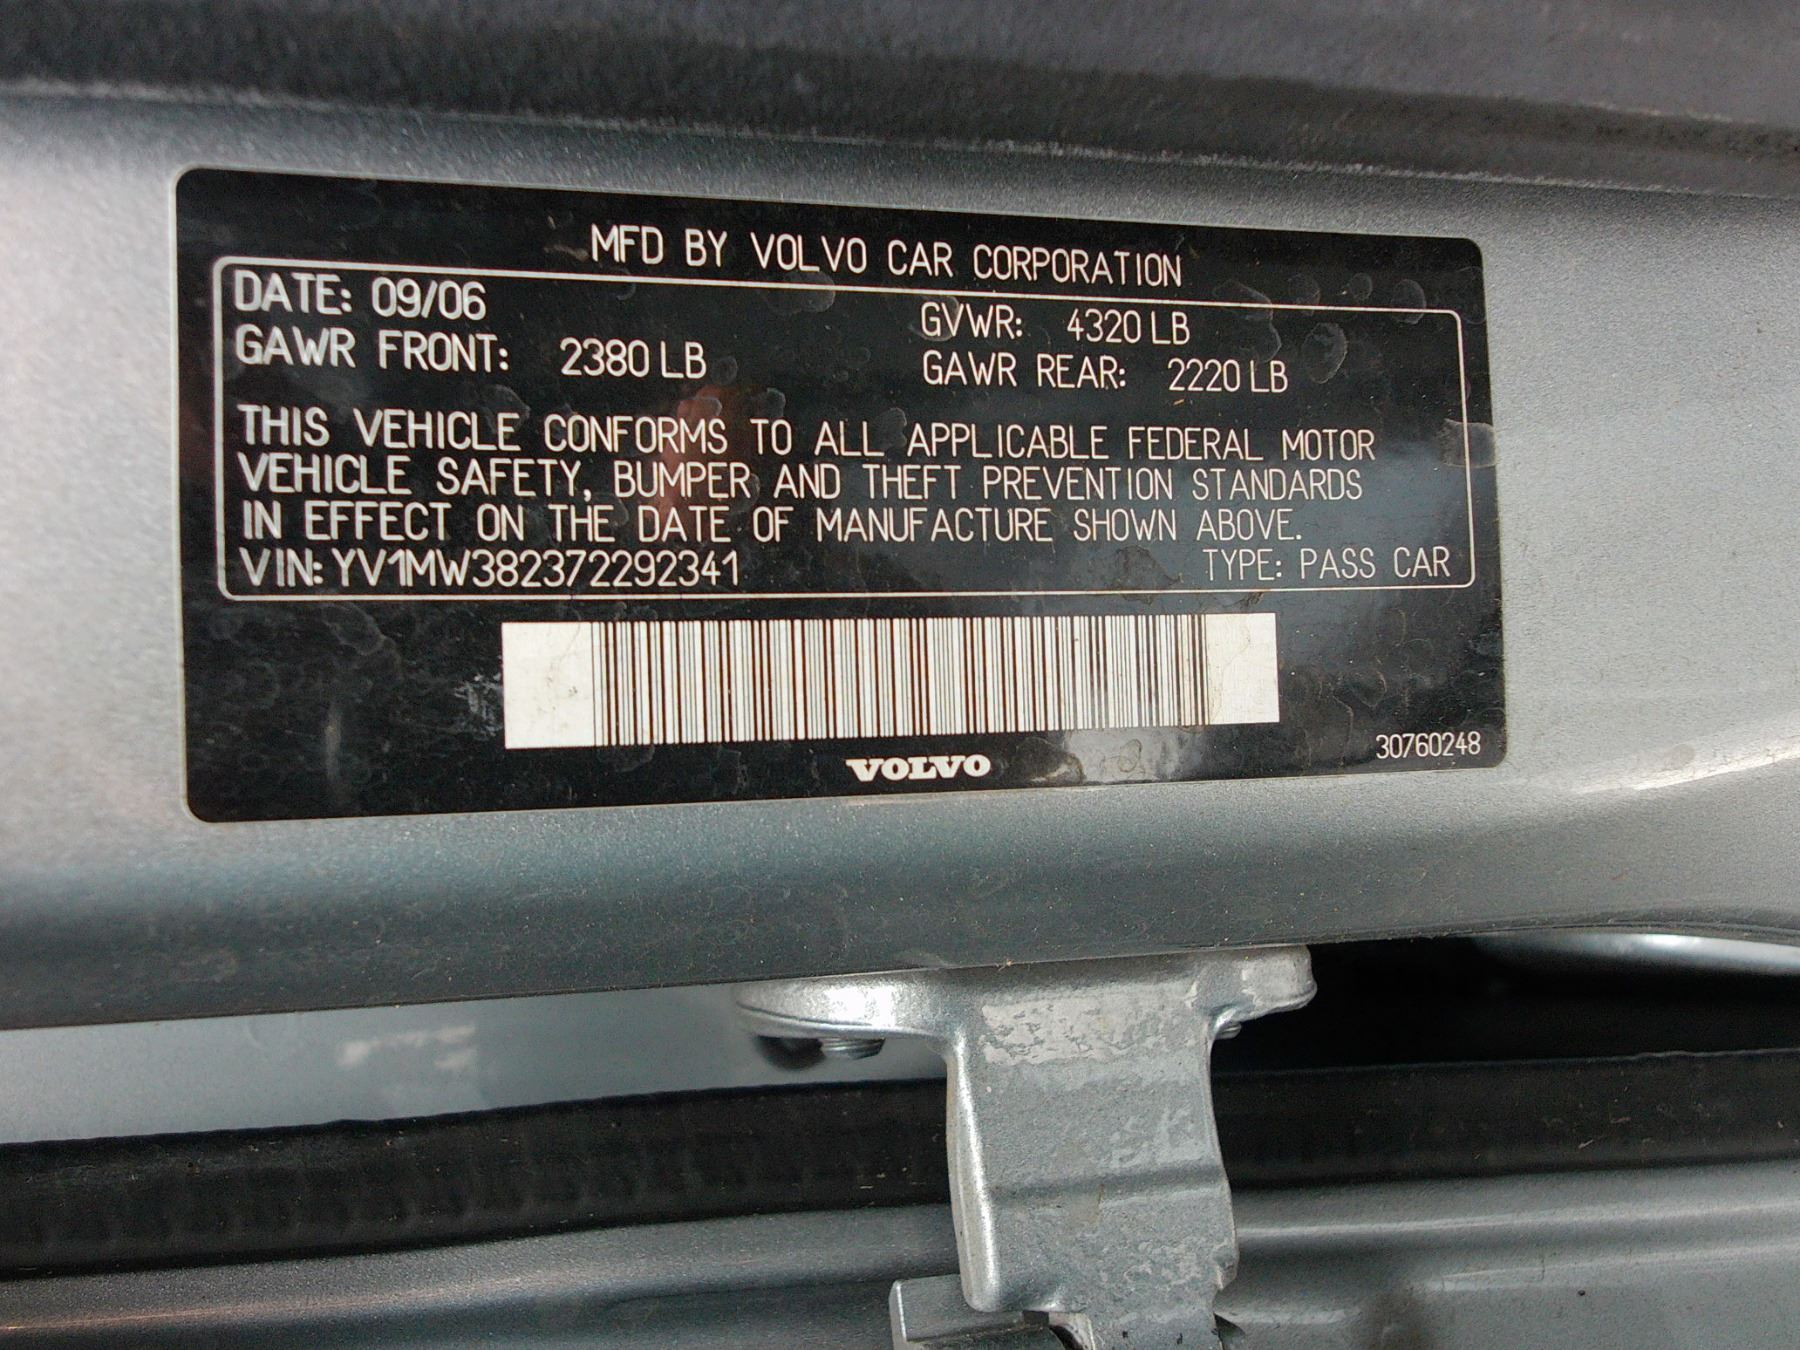 MFD BY VOLVO CAR CORPORATION
DATE: 09/06
GVWR: 4320 LB
GAWR FRONT: 2380 LB
GAWR REAR: 2220 LB
THIS VEHICLE CONFORMS TO ALL APPLICABLE FEDERAL MOTOR
VEHICLE SAFETY, BUMPER AND THEFT PREVENTION STANDARDS
IN EFFECT ON THE DATE OF MANUFACTURE SHOWN ABOVE.
VIN: YV1MW382372292341
TYPE: PASS CAR
VOLVO
30760248